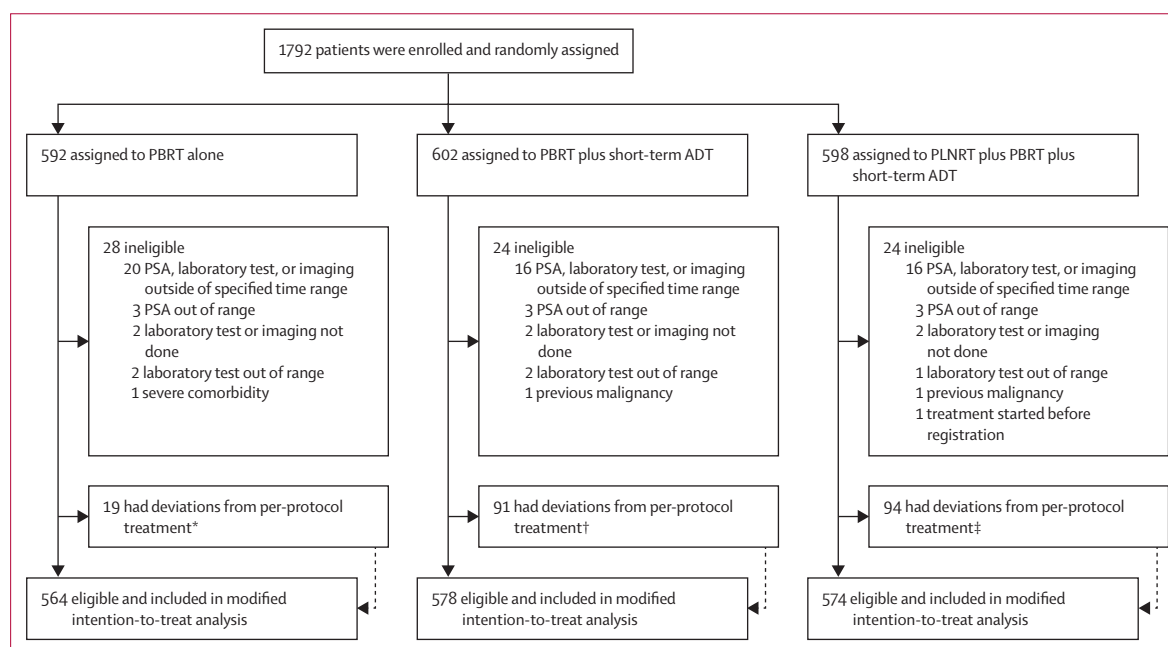 1792 patients were enrolled and randomly assigned
592 assigned to PBRT alone
602 assigned to PBRT plus short-term ADT
598 assigned to PLNRT plus PBRT plus
short-term ADT
28 ineligible
20 PSA, laboratory test, or imaging
outside of specified time range
3 PSA out of range
2 laboratory test or imaging not
done
2 laboratory test out of range
1 severe comorbidity
24 ineligible
16 PSA, laboratory test, or imaging
outside of specified time range
3 PSA out of range
2 laboratory test or imaging not
done
2 laboratory test out of range
1 previous malignancy
24 ineligible
16 PSA, laboratory test, or imaging
outside of specified time range
3 PSA out of range
2 laboratory test or imaging
not done
1 laboratory test out of range
1 previous malignancy
1 treatment started before
registration
19 had deviations from per-protocol
treatment*
91 had deviations from per-protocol
treatment†
94 had deviations from per-protocol
treatment‡
564 eligible and included in modified
intention-to-treat analysis
578 eligible and included in modified
intention-to-treat analysis
574 eligible and included in modified
intention-to-treat analysis